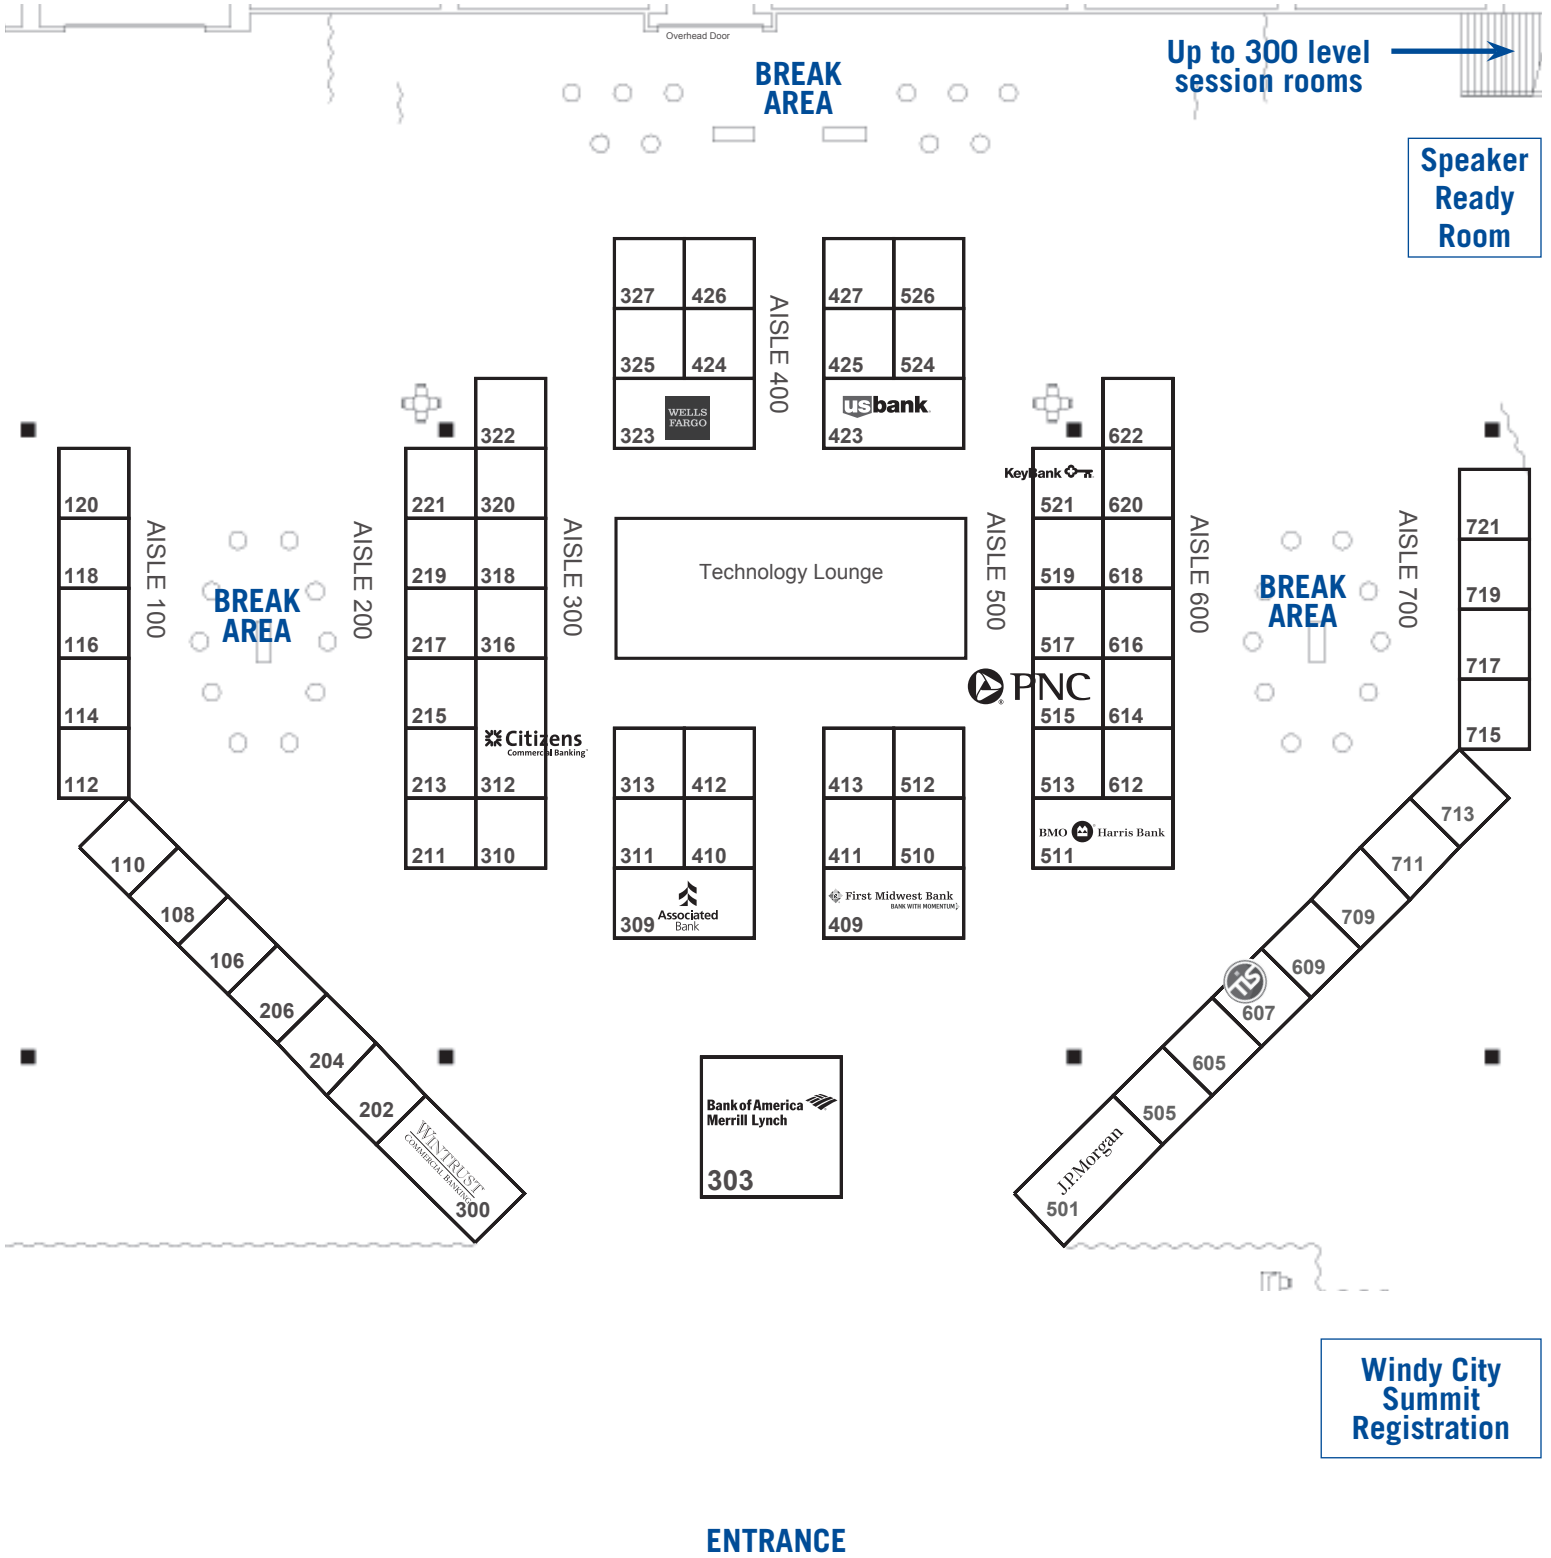 Overhead Door
BREAK
AREA
Up to 300 level
session rooms
Speaker
Ready
Room
327
426
427
526
325
424
425
524
AISLE 400
WELLS
FARGO
323
usbank
423
322
622
KeyBank
120
221
320
521
620
721
AISLE 100
AISLE 200
AISLE 300
Technology Lounge
AISLE 500
AISLE 600
AISLE 700
118
219
318
519
618
719
BREAK
AREA
BREAK
AREA
116
217
316
517
616
717
PNC
114
215
515
614
715
Citizens
Commercial Banking
112
213
312
313
412
413
512
513
612
713
BMO Harris Bank
110
211
310
311
410
411
510
511
711
First Midwest Bank
BANK WITH MOMENTUM
Associated
Bank
309
409
108
709
106
609
TIS
607
206
204
605
202
505
Bank of America
Merrill Lynch
303
WINTRUST
COMMERCIAL BANKING
300
J.P.Morgan
501
Windy City
Summit
Registration
ENTRANCE